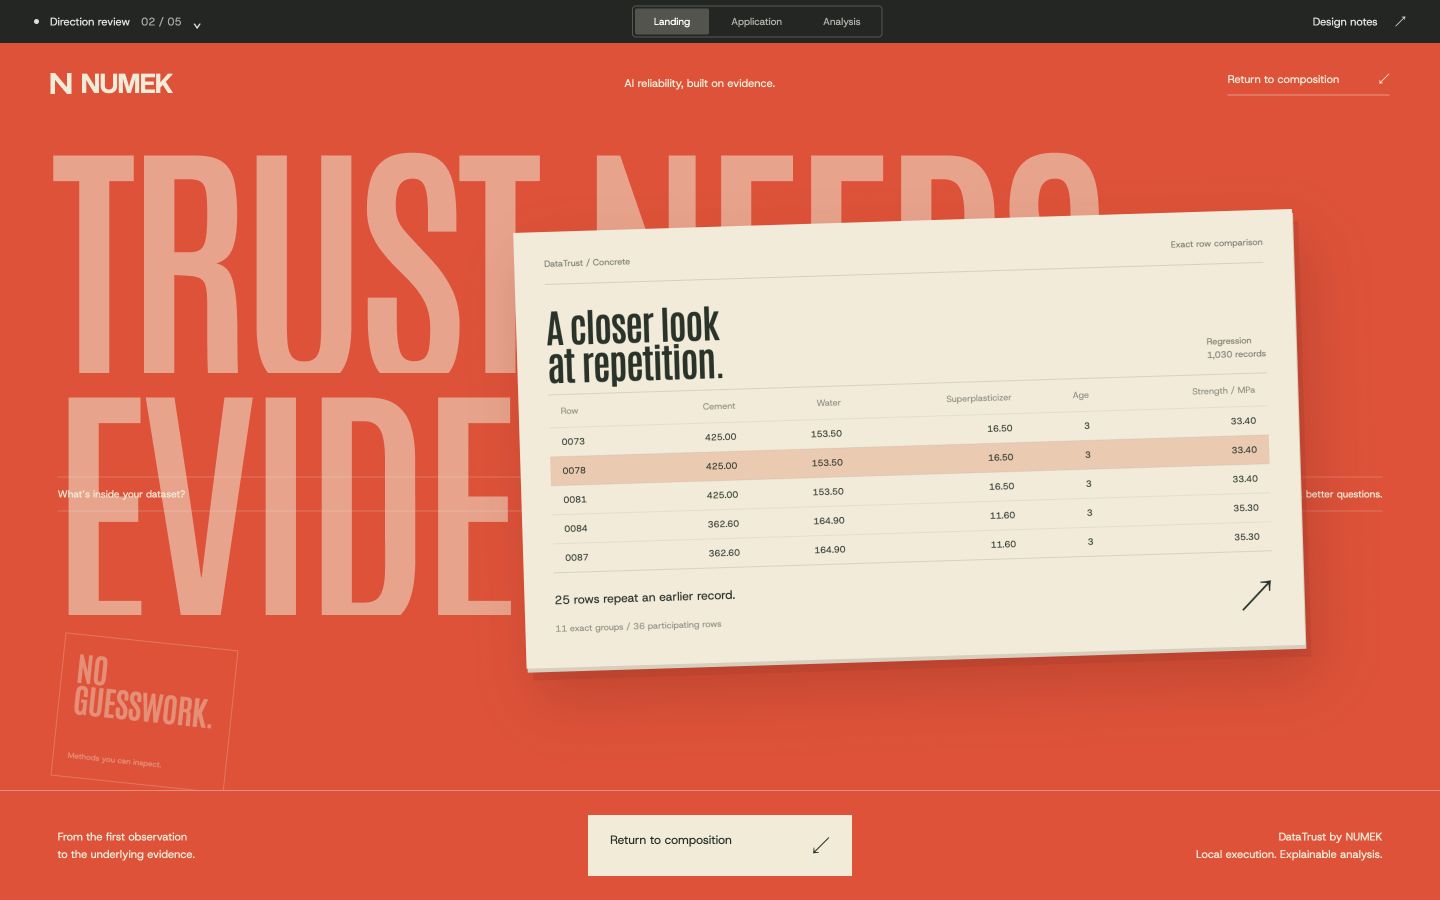 Direction review 02 / 05
Landing Application Analysis
Design notes
N NUMEK
AI reliability, built on evidence.
Return to composition
TRUST NEEDS
EVIDE
What's inside your dataset?
better questions.
DataTrust / Concrete
Exact row comparison
A closer look
at repetition.
Regression
1,030 records
Row Cement Water Superplasticizer Age Strength / MPa
0073 425.00 153.50 16.50 3 33.40
0078 425.00 153.50 16.50 3 33.40
0081 425.00 153.50 16.50 3 33.40
0084 362.60 164.90 11.60 3 35.30
0087 362.60 164.90 11.60 3 35.30
25 rows repeat an earlier record.
11 exact groups / 36 participating rows
NO
GUESSWORK.
Methods you can inspect.
From the first observation
to the underlying evidence.
Return to composition
DataTrust by NUMEK
Local execution. Explainable analysis.